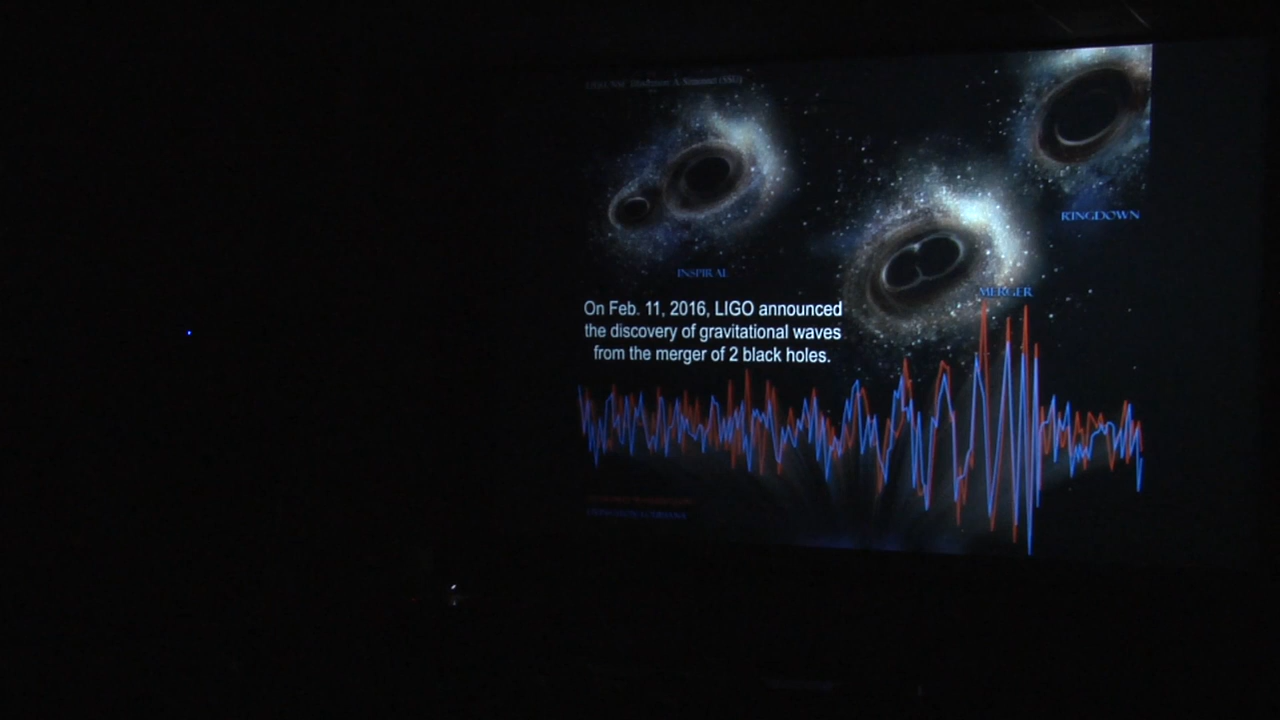 INSPIRAL
MERGER
RINGDOWN
On Feb. 11, 2016, LIGO announced
the discovery of gravitational waves
from the merger of 2 black holes.